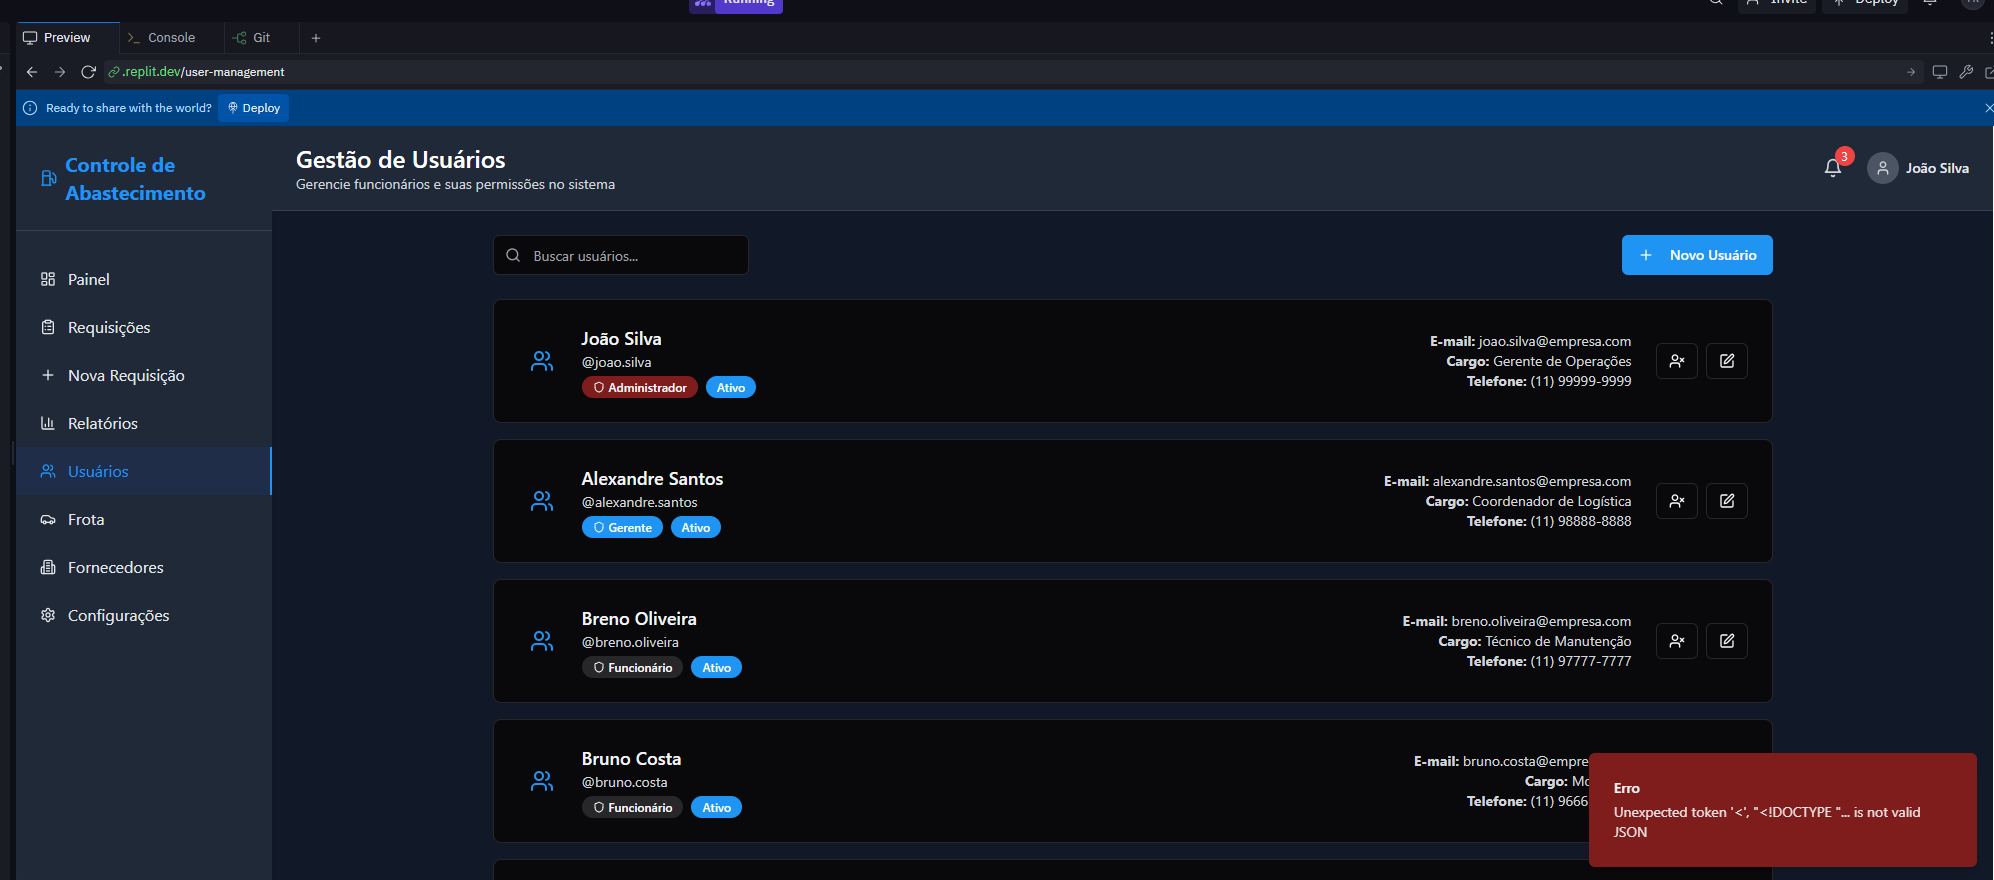 Running
Invite
Deploy
Preview
Console
Git
.replit.dev/user-management
Ready to share with the world?
Deploy
Controle de
Abastecimento
Gestão de Usuários
Gerencie funcionários e suas permissões no sistema
3
João Silva
Painel
Requisições
Nova Requisição
Relatórios
Usuários
Frota
Fornecedores
Configurações
Buscar usuários...
Novo Usuário
João Silva
@joao.silva
Administrador
Ativo
E-mail: joao.silva@empresa.com
Cargo: Gerente de Operações
Telefone: (11) 99999-9999
Alexandre Santos
@alexandre.santos
Gerente
Ativo
E-mail: alexandre.santos@empresa.com
Cargo: Coordenador de Logística
Telefone: (11) 98888-8888
Breno Oliveira
@breno.oliveira
Funcionário
Ativo
E-mail: breno.oliveira@empresa.com
Cargo: Técnico de Manutenção
Telefone: (11) 97777-7777
Bruno Costa
@bruno.costa
Funcionário
Ativo
E-mail: bruno.costa@empre
Cargo: Mo
Telefone: (11) 9666
Erro
Unexpected token '<', "<!DOCTYPE "... is not valid
JSON